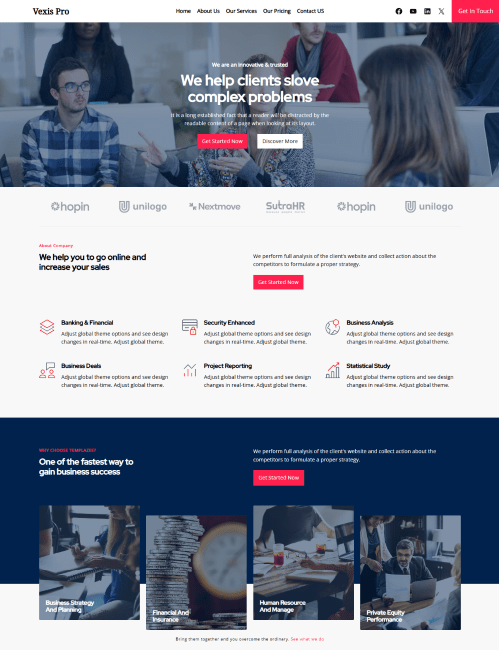 Vexis Pro
Home About Us Our Services Our Pricing Contact US
Get In Touch
We are an innovative & trusted
We help clients slove
complex problems
It is a long established fact that a reader will be distracted by the
readable content of a page when looking at its layout.
Get Started Now
Discover More
hopin unilogo Nextmove SutraHR hopin unilogo
About Company
We help you to go online and
increase your sales
We perform full analysis of the client's website and collect action about the
competitors to formulate a proper strategy.
Get Started Now
Banking & Financial
Adjust global theme options and see design
changes in real-time. Adjust global theme.
Security Enhanced
Adjust global theme options and see design
changes in real-time. Adjust global theme.
Business Analysis
Adjust global theme options and see design
changes in real-time. Adjust global theme.
Business Deals
Adjust global theme options and see design
changes in real-time. Adjust global theme.
Project Reporting
Adjust global theme options and see design
changes in real-time. Adjust global theme.
Statistical Study
Adjust global theme options and see design
changes in real-time. Adjust global theme.
WHY CHOOSE TEMPLAZEE?
One of the fastest way to
gain business success
We perform full analysis of the client's website and collect action about the
competitors to formulate a proper strategy.
Get Started Now
Business Strategy
And Planning
Financial And
Insurance
Human Resource
And Manage
Private Equity
Performance
Bring them together and you overcome the ordinary. See what we do